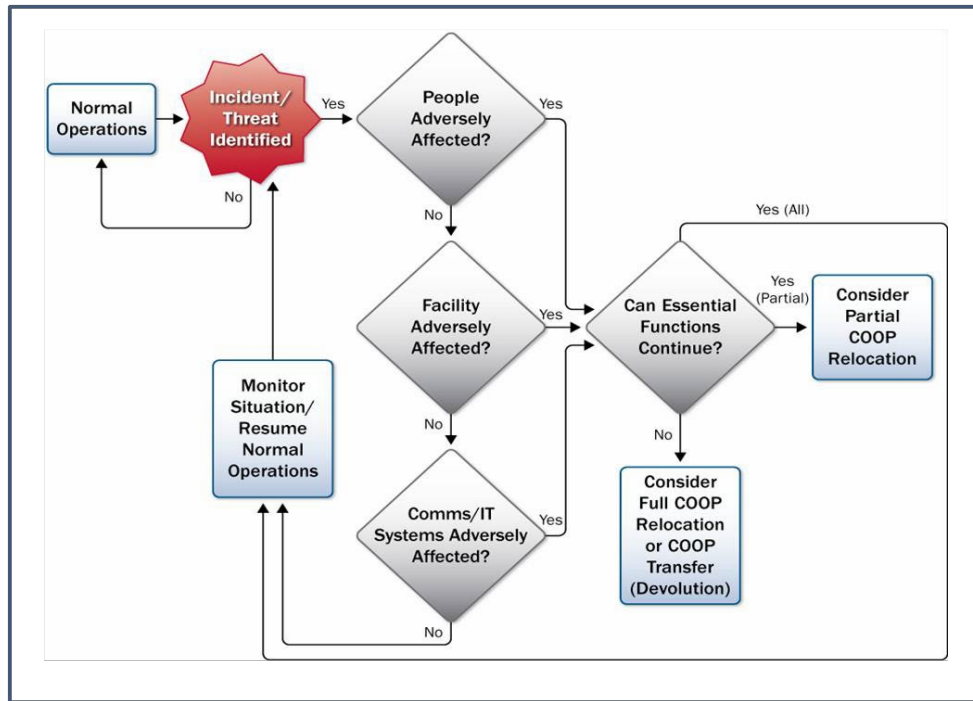 Normal
Operations
Incident/
Threat
Identified
Yes
No
People
Adversely
Affected?
Yes
No
Facility
Adversely
Affected?
Yes
No
Comms/IT
Systems Adversely
Affected?
Yes
No
Monitor
Situation/
Resume
Normal
Operations
Can Essential
Functions
Continue?
Yes (All)
Yes
(Partial)
No
Consider
Partial
COOP
Relocation
Consider
Full COOP
Relocation
or COOP
Transfer
(Devolution)